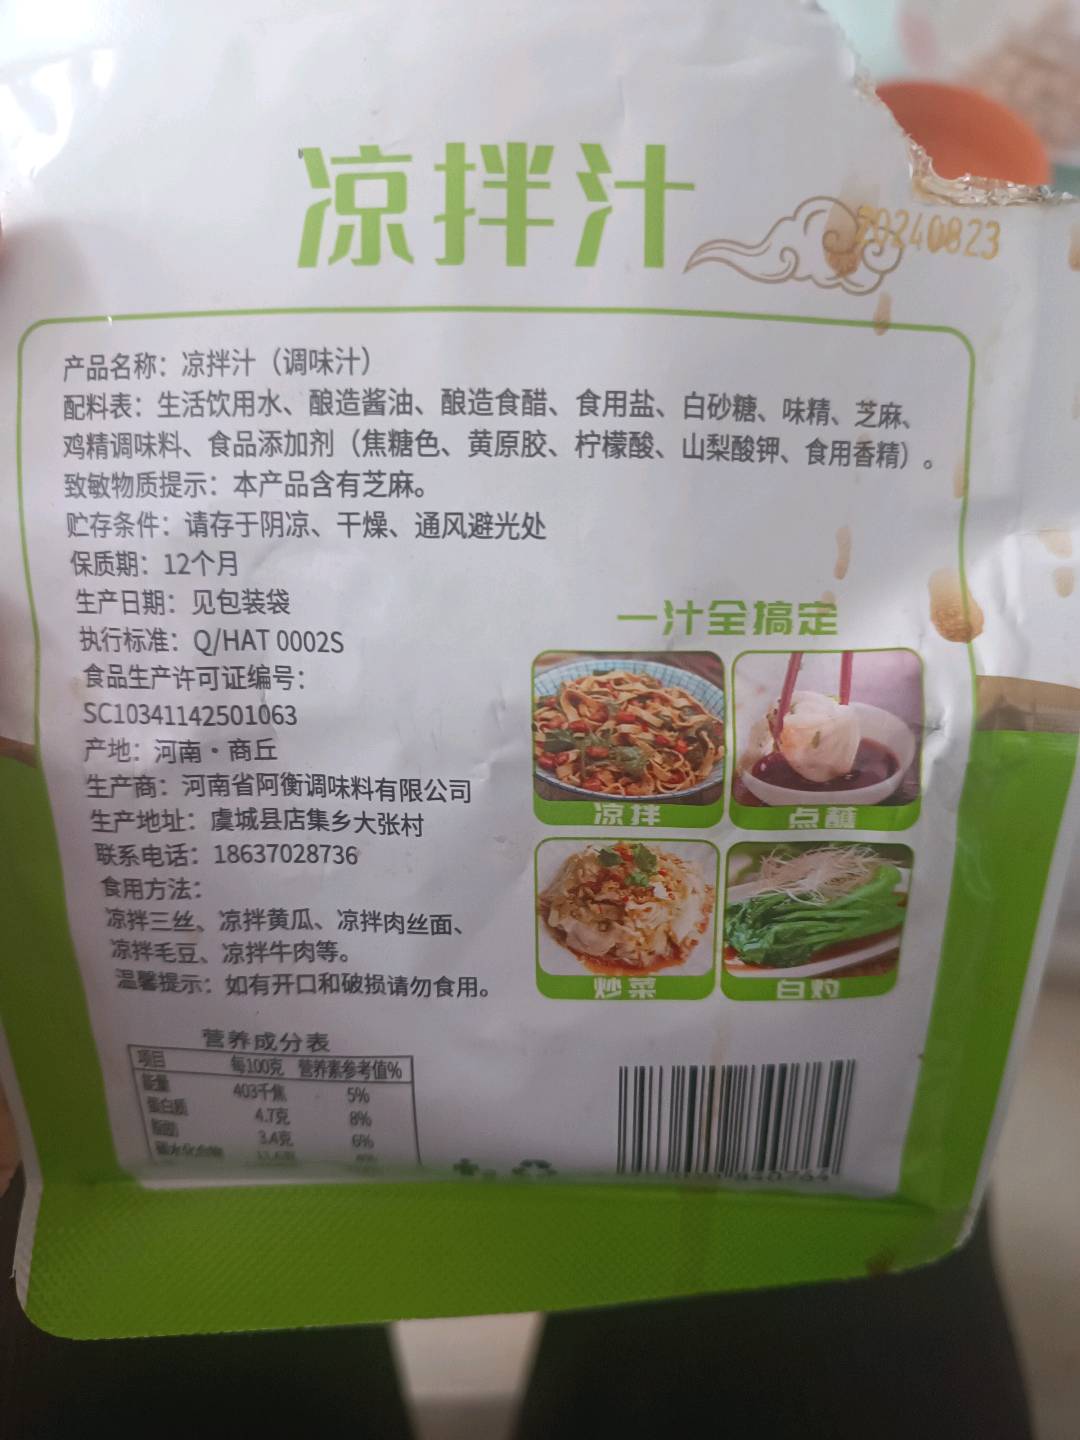 凉拌汁
20240823
产品名称：凉拌汁（调味汁）
配料表：生活饮用水、酿造酱油、酿造食醋、食用盐、白砂糖、味精、芝麻、
鸡精调味料、食品添加剂（焦糖色、黄原胶、柠檬酸、山梨酸钾、食用香精）。
致敏物质提示：本产品含有芝麻。
贮存条件：请存于阴凉、干燥、通风避光处
保质期：12个月
生产日期：见包装袋
执行标准：Q/HAT 0002S
食品生产许可证编号：
SC10341142501063
产地：河南·商丘
生产商：河南省阿衡调味料有限公司
生产地址：虞城县店集乡大张村
联系电话：18637028736
食用方法：
凉拌三丝、凉拌黄瓜、凉拌肉丝面、
凉拌毛豆、凉拌牛肉等。
温馨提示：如有开口和破损请勿食用。
一汁全搞定
凉拌 点蘸
炒菜 白灼
营养成分表
项目 每100克 营养素参考值%
能量 403千焦 5%
蛋白质 4.7克 8%
脂肪 3.4克 6%
碳水化合物